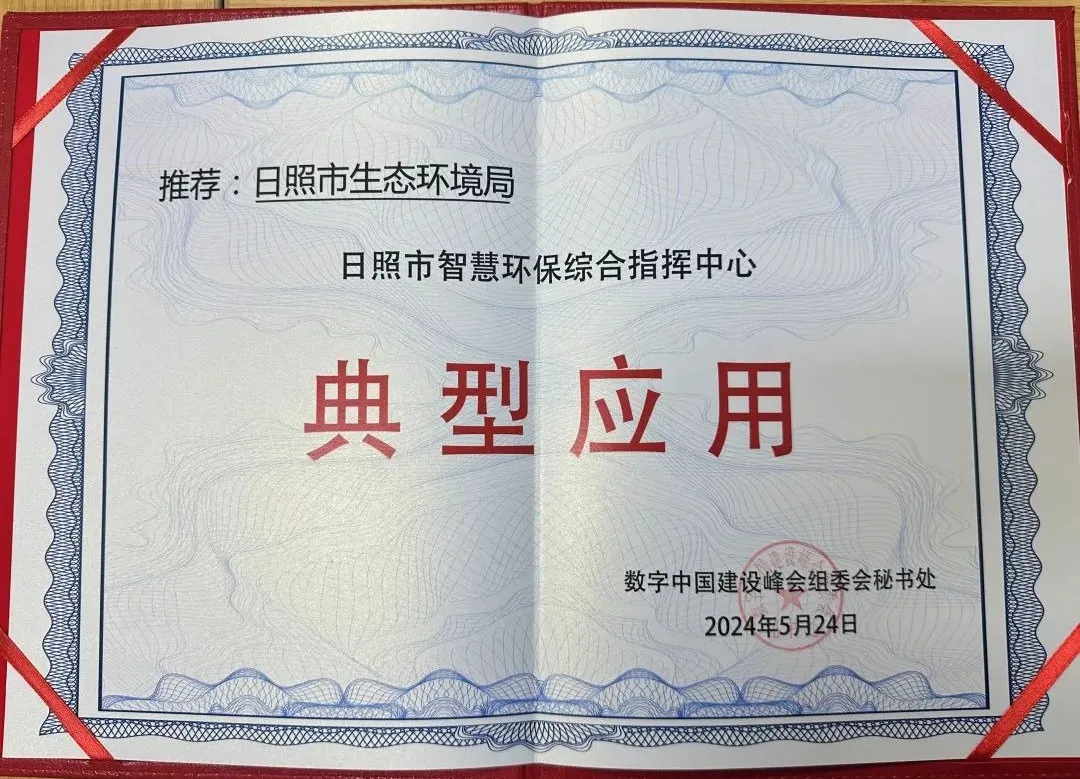 推荐：日照市生态环境局
日照市智慧环保综合指挥中心
典型应用
数字中国建设峰会组委会秘书处
2024年5月24日